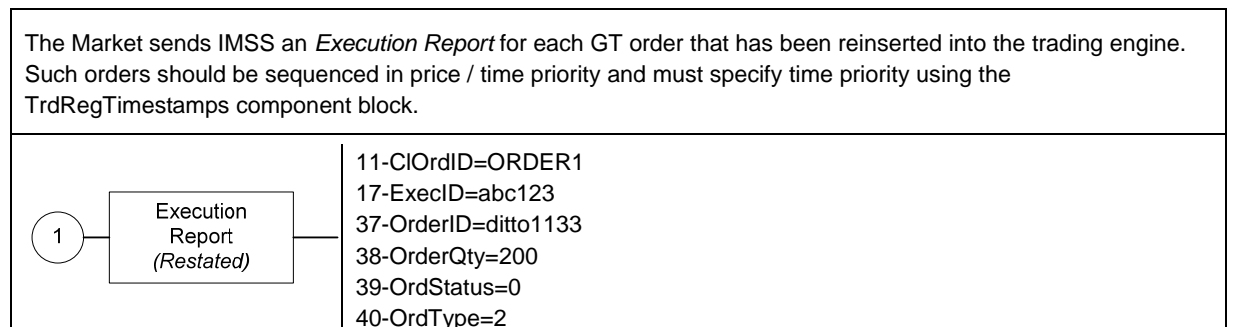 The Market sends IMSS an Execution Report for each GT order that has been reinserted into the trading engine.
Such orders should be sequenced in price / time priority and must specify time priority using the
TrdRegTimestamps component block.
1
Execution
Report
(Restated)
11-ClOrdID=ORDER1
17-ExecID=abc123
37-OrderID=ditto1133
38-OrderQty=200
39-OrdStatus=0
40-OrdType=2